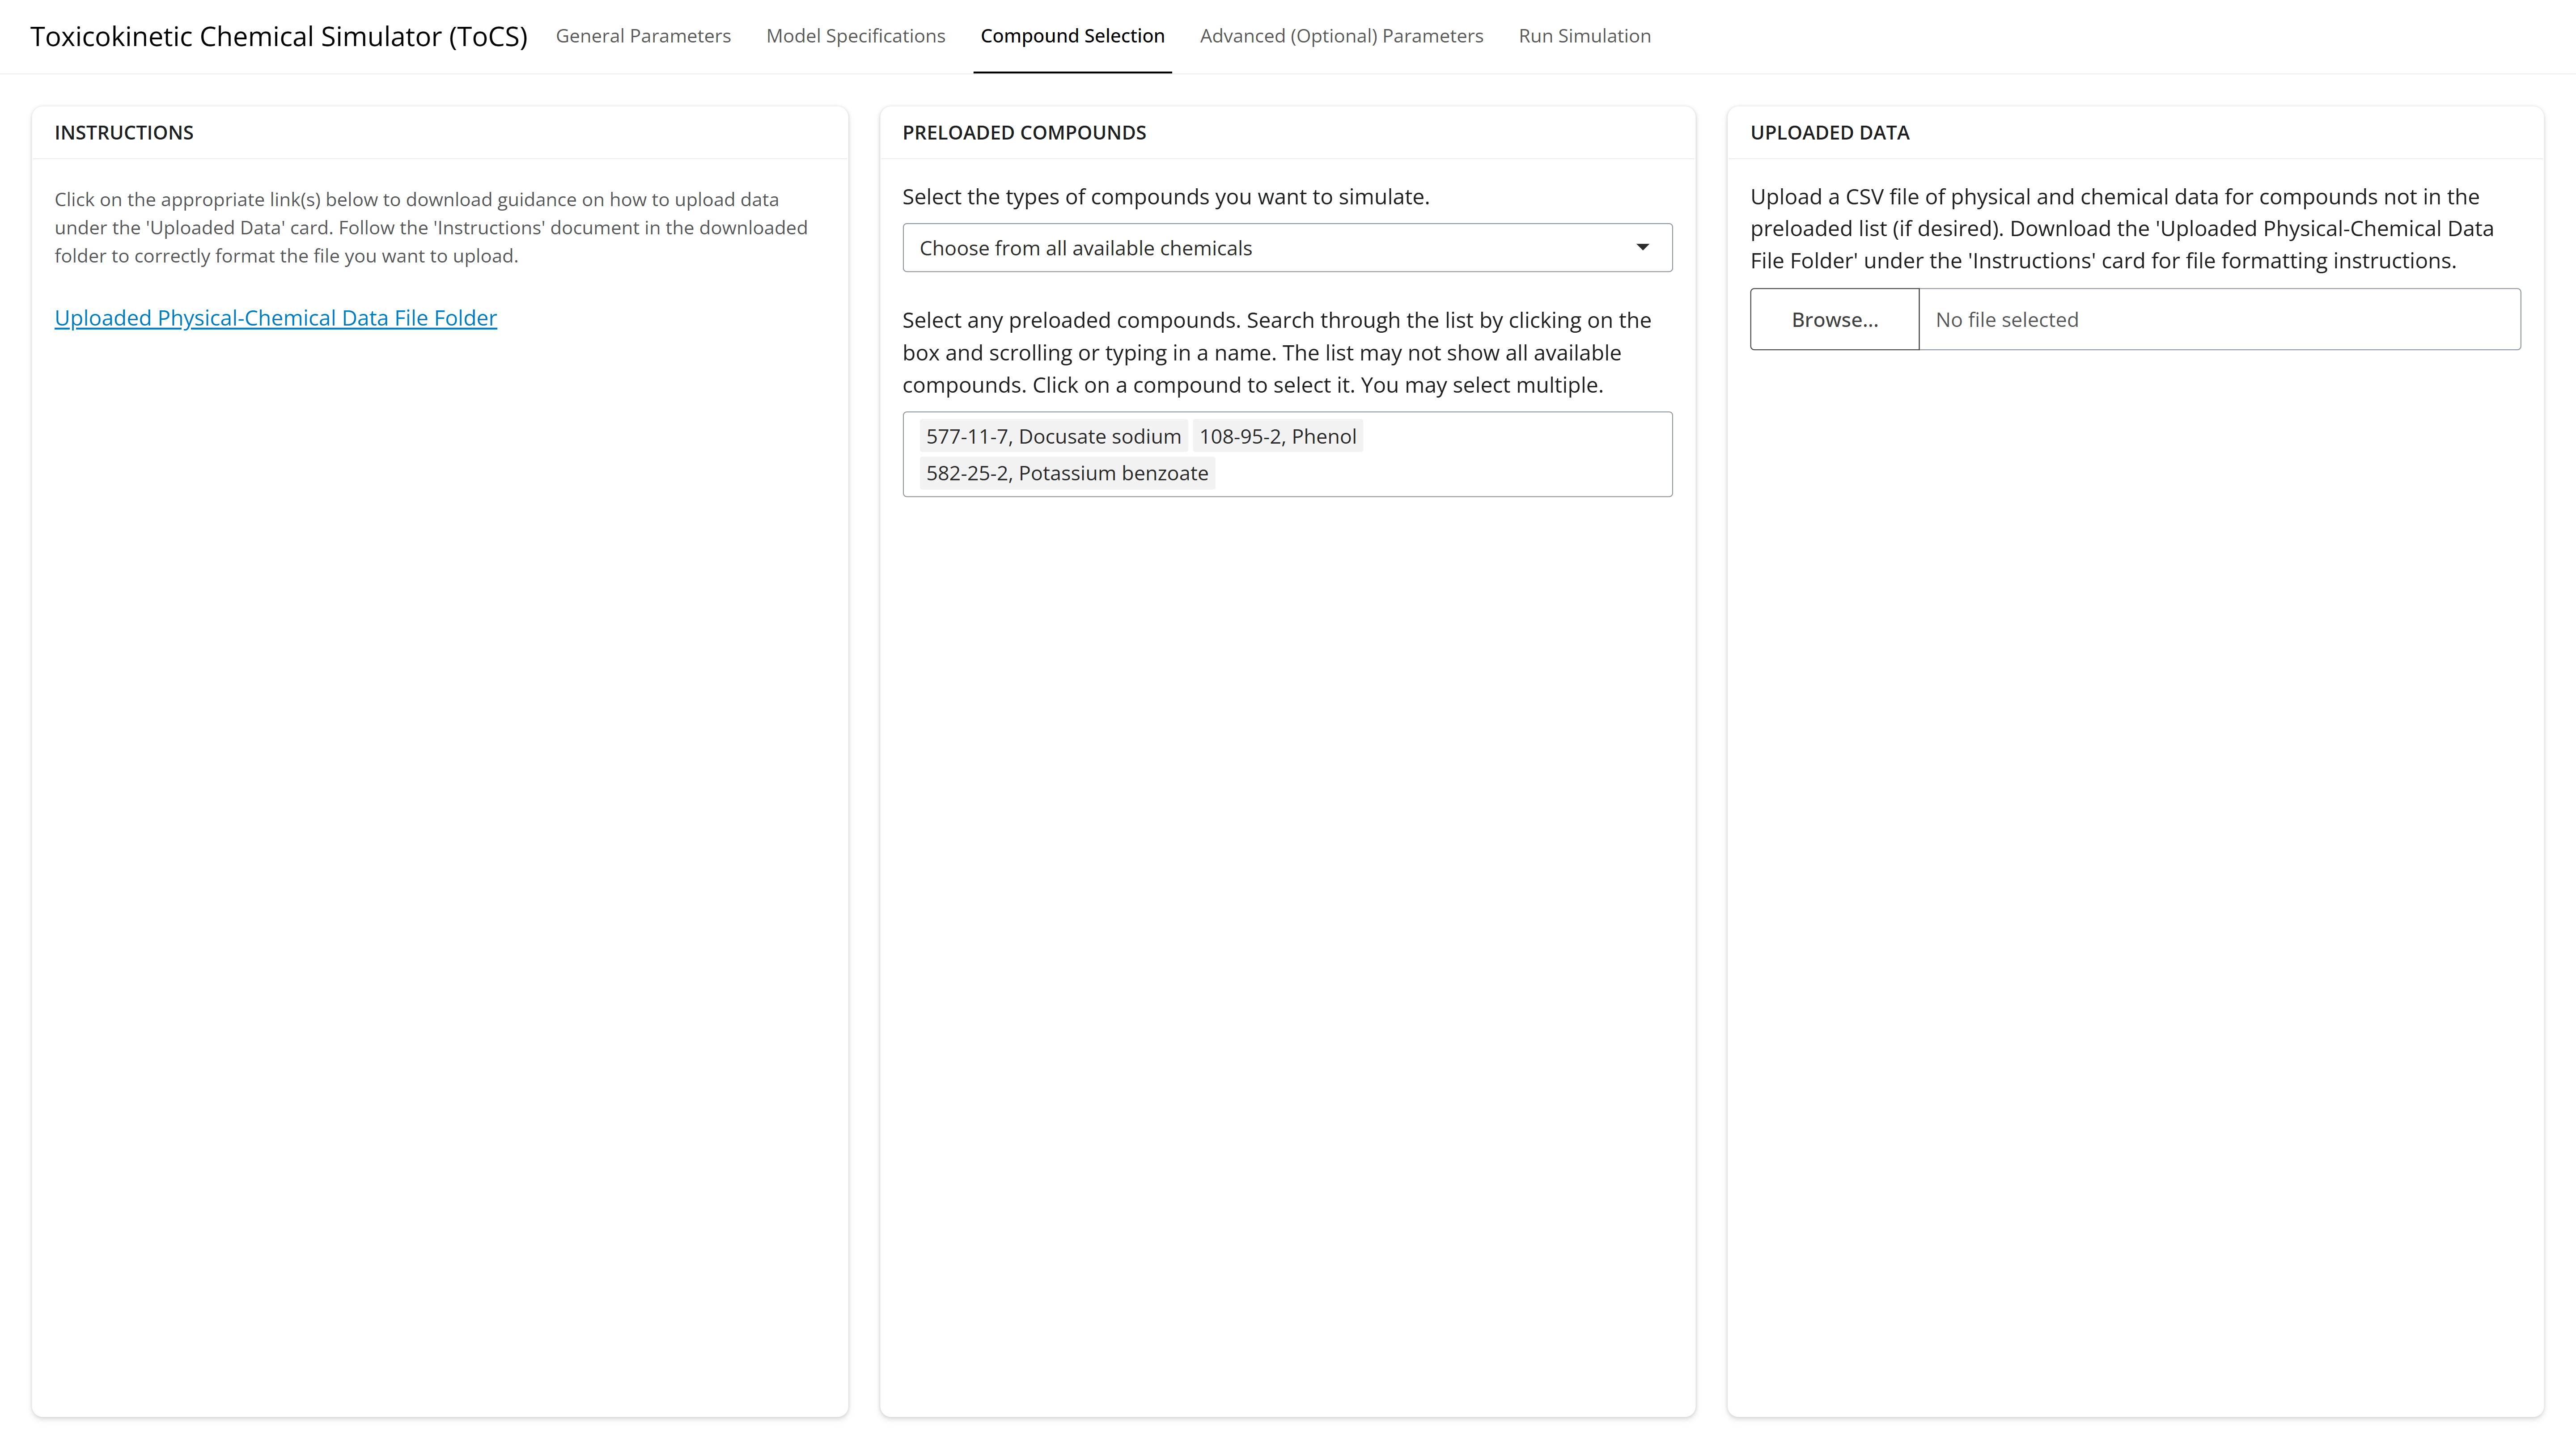 Toxicokinetic Chemical Simulator (ToCS)
General Parameters
Model Specifications
Compound Selection
Advanced (Optional) Parameters
Run Simulation
INSTRUCTIONS
Click on the appropriate link(s) below to download guidance on how to upload data
under the 'Uploaded Data' card. Follow the 'Instructions' document in the downloaded
folder to correctly format the file you want to upload.
Uploaded Physical-Chemical Data File Folder
PRELOADED COMPOUNDS
Select the types of compounds you want to simulate.
Choose from all available chemicals
Select any preloaded compounds. Search through the list by clicking on the
box and scrolling or typing in a name. The list may not show all available
compounds. Click on a compound to select it. You may select multiple.
577-11-7, Docusate sodium 108-95-2, Phenol
582-25-2, Potassium benzoate
UPLOADED DATA
Upload a CSV file of physical and chemical data for compounds not in the
preloaded list (if desired). Download the 'Uploaded Physical-Chemical Data
File Folder' under the 'Instructions' card for file formatting instructions.
Browse... No file selected